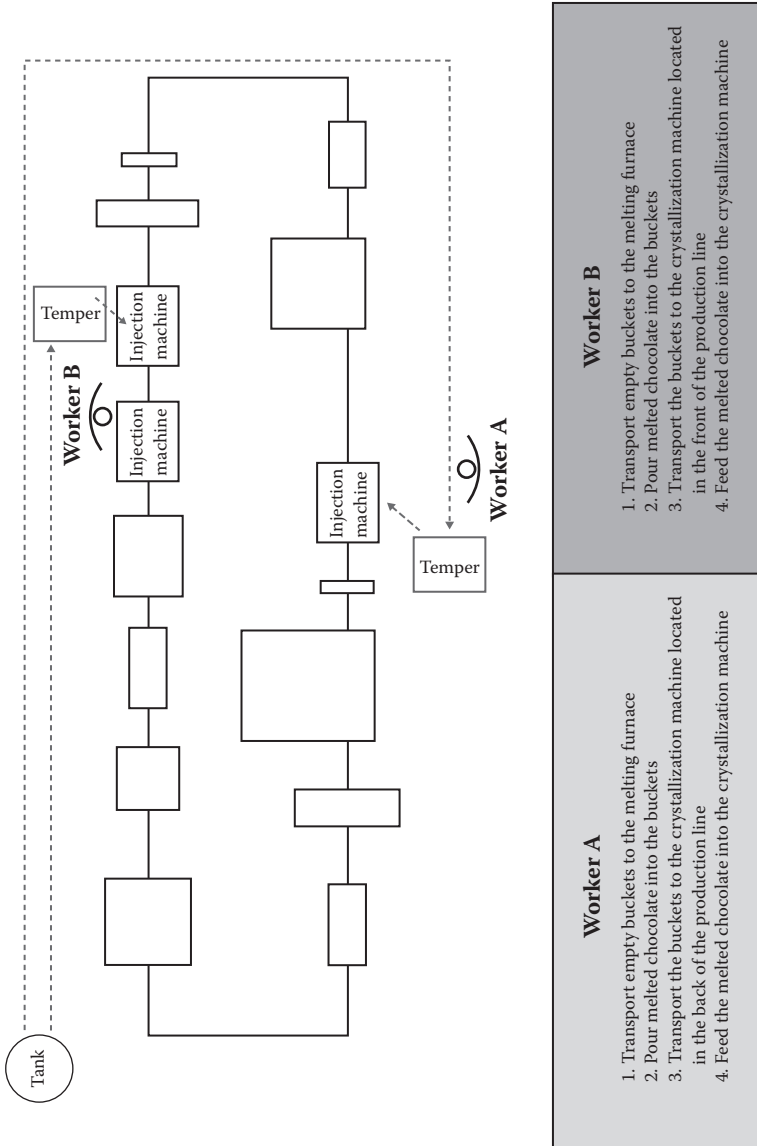 Tank
Temper
Worker B
Injection
machine
Injection
machine
Injection
machine
Temper
Worker A
Worker A
1. Transport empty buckets to the melting furnace
2. Pour melted chocolate into the buckets
3. Transport the buckets to the crystallization machine located
in the back of the production line
4. Feed the melted chocolate into the crystallization machine
Worker B
1. Transport empty buckets to the melting furnace
2. Pour melted chocolate into the buckets
3. Transport the buckets to the crystallization machine located
in the front of the production line
4. Feed the melted chocolate into the crystallization machine